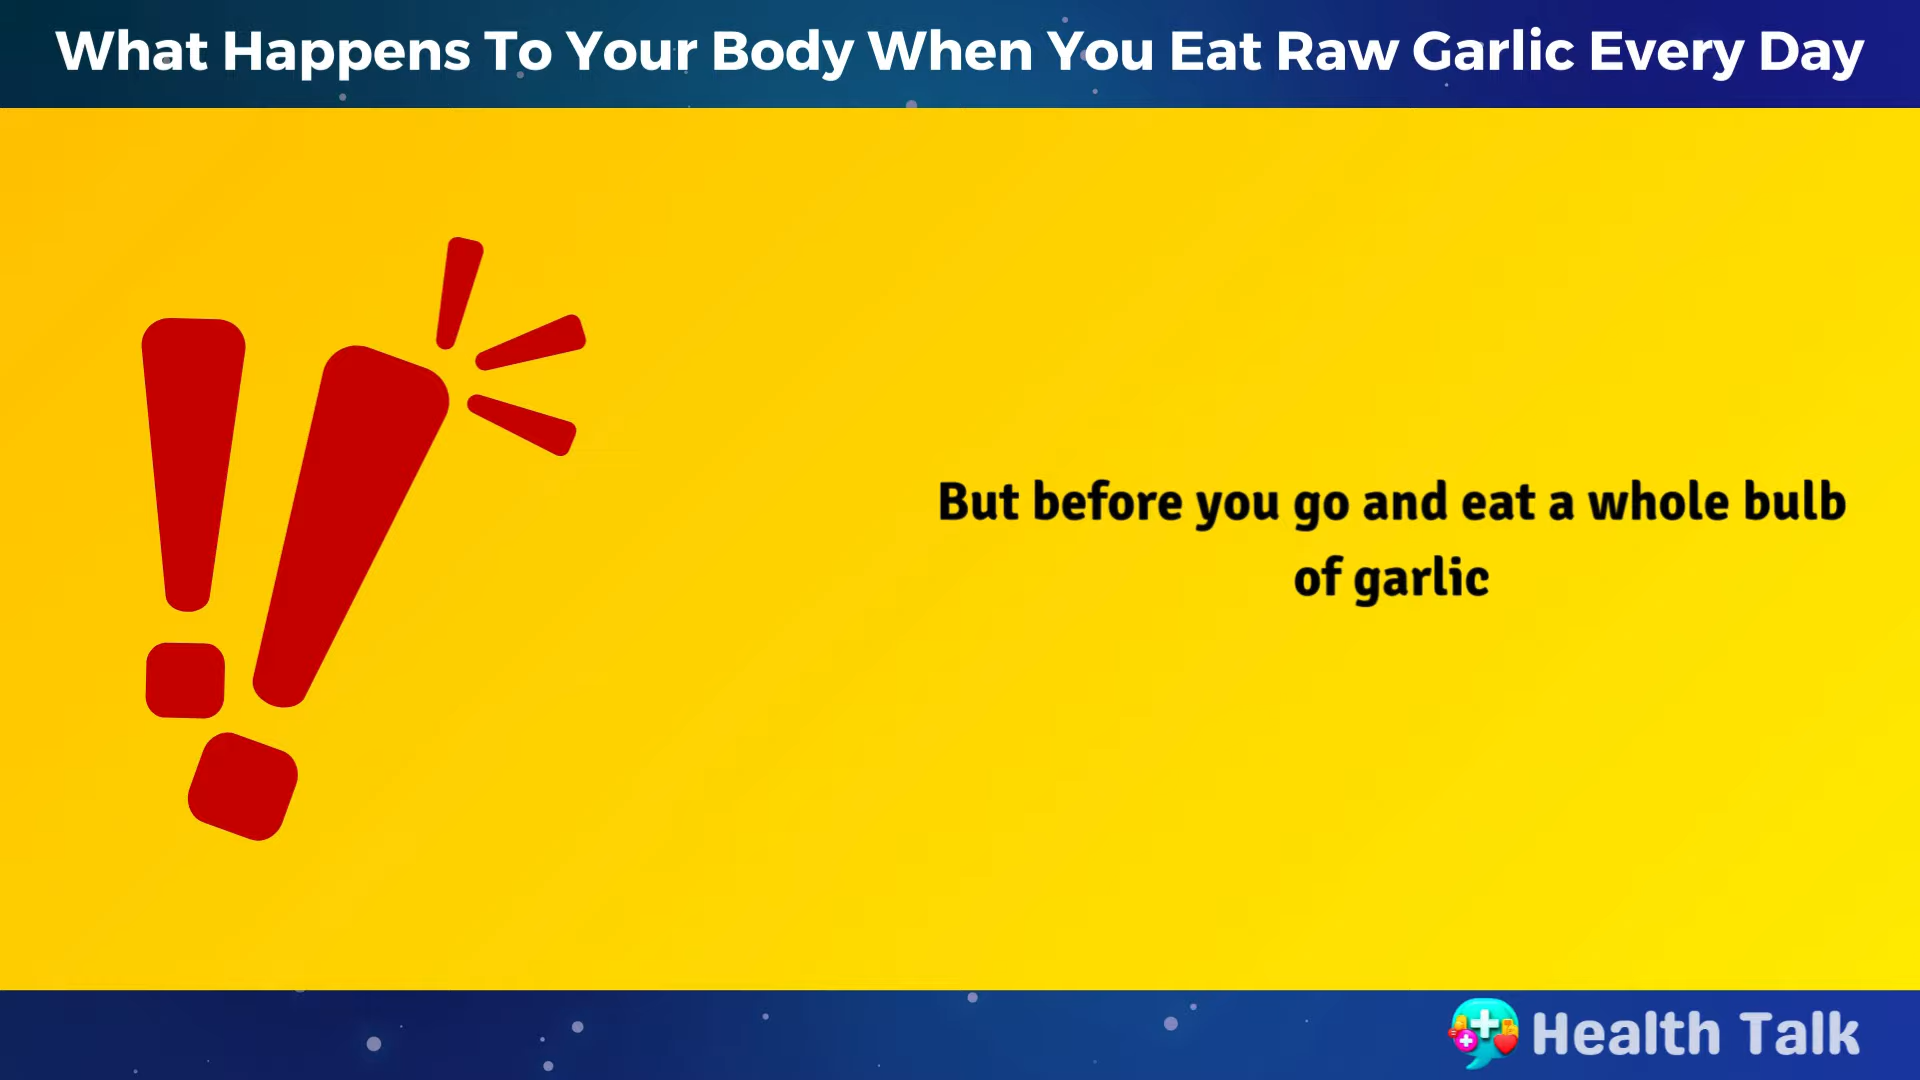 What Happens To Your Body When You Eat Raw Garlic Every Day
But before you go and eat a whole bulb
of garlic
Health Talk